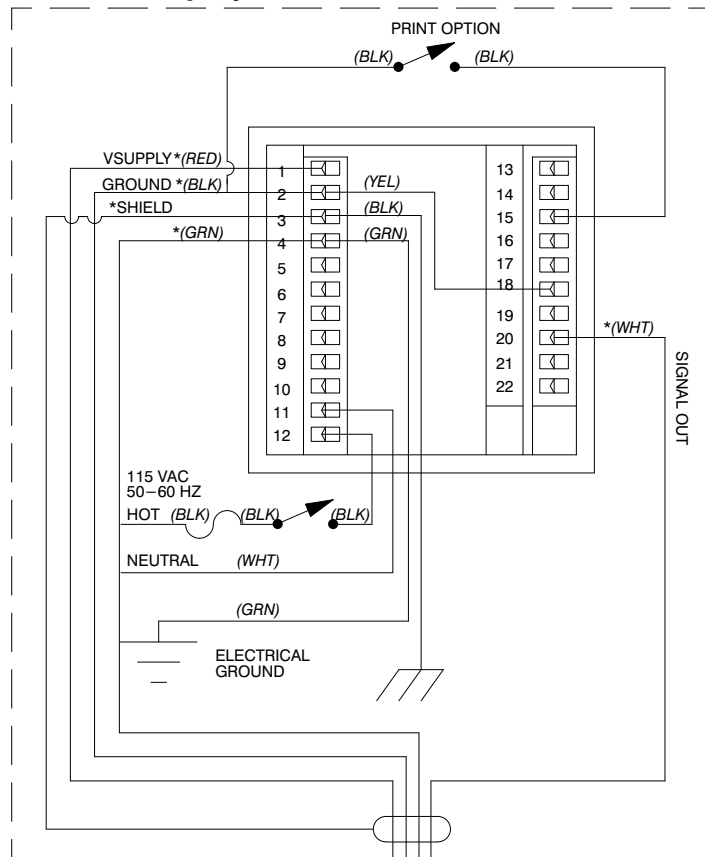 PRINT OPTION
(BLK) (BLK)
VSUPPLY *(RED)
GROUND *(BLK)
*SHIELD
*(GRN)
1
2
3
4
5
6
7
8
9
10
11
12
(YEL)
(BLK)
(GRN)
13
14
15
16
17
18
19
20
21
22
*(WHT)
SIGNAL OUT
115 VAC
50–60 HZ
HOT (BLK) (BLK) (BLK)
NEUTRAL (WHT)
(GRN)
ELECTRICAL
GROUND